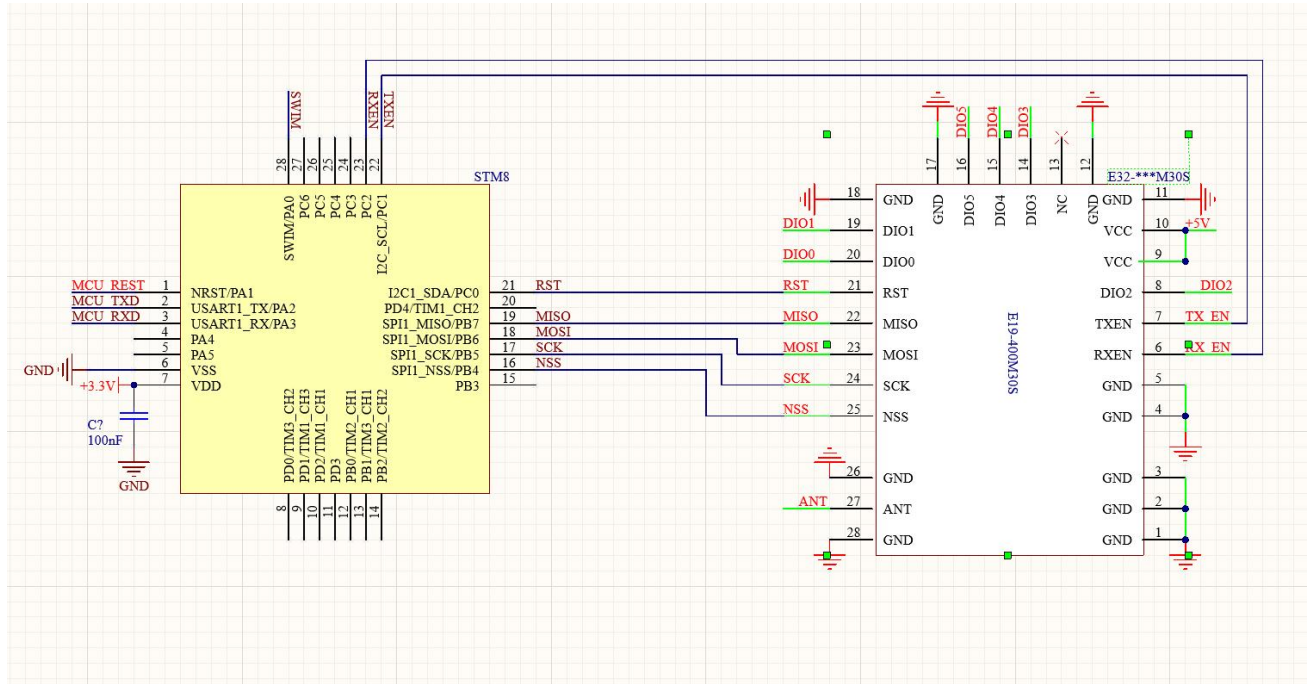 SWIM
RXEN
TXEN
28
27
26
25
24
23
22
STM8
SWIM/PA0
PC6
PC5
PC4
PC3
PC2
I2C_SCL/PC1
MCU_REST 1 NRST/PA1
MCU_TXD 2 USART1_TX/PA2
MCU_RXD 3 USART1_RX/PA3
4 PA4
5 PA5
GND 6 VSS
+3.3V 7 VDD
C?
100nF
GND
I2C1_SDA/PC0 21 RST
PD4/TIM1_CH2 20
SPI1_MISO/PB7 19 MISO
SPI1_MOSI/PB6 18 MOSI
SPI1_SCK/PB5 17 SCK
SPI1_NSS/PB4 16 NSS
PB3 15
PD0/TIM3_CH2
PD1/TIM1_CH3
PD2/TIM1_CH1
PD3
PB0/TIM2_CH1
PB1/TIM3_CH1
PB2/TIM2_CH2
8
9
10
11
12
13
14
DIO5
DIO4
DIO3
17
16
15
14
13
12
E32-***M30S
GND
DIO5
DIO4
DIO3
NC
GND
18 GND
DIO1 19 DIO1
DIO0 20 DIO0
RST 21 RST
MISO 22 MISO
MOSI 23 MOSI
SCK 24 SCK
NSS 25 NSS
26 GND
ANT 27 ANT
28 GND
E19-400M30S
GND 11
VCC 10 +5V
VCC 9
DIO2 8 DIO2
TXEN 7 TX_EN
RXEN 6 RX_EN
GND 5
GND 4
GND 3
GND 2
GND 1